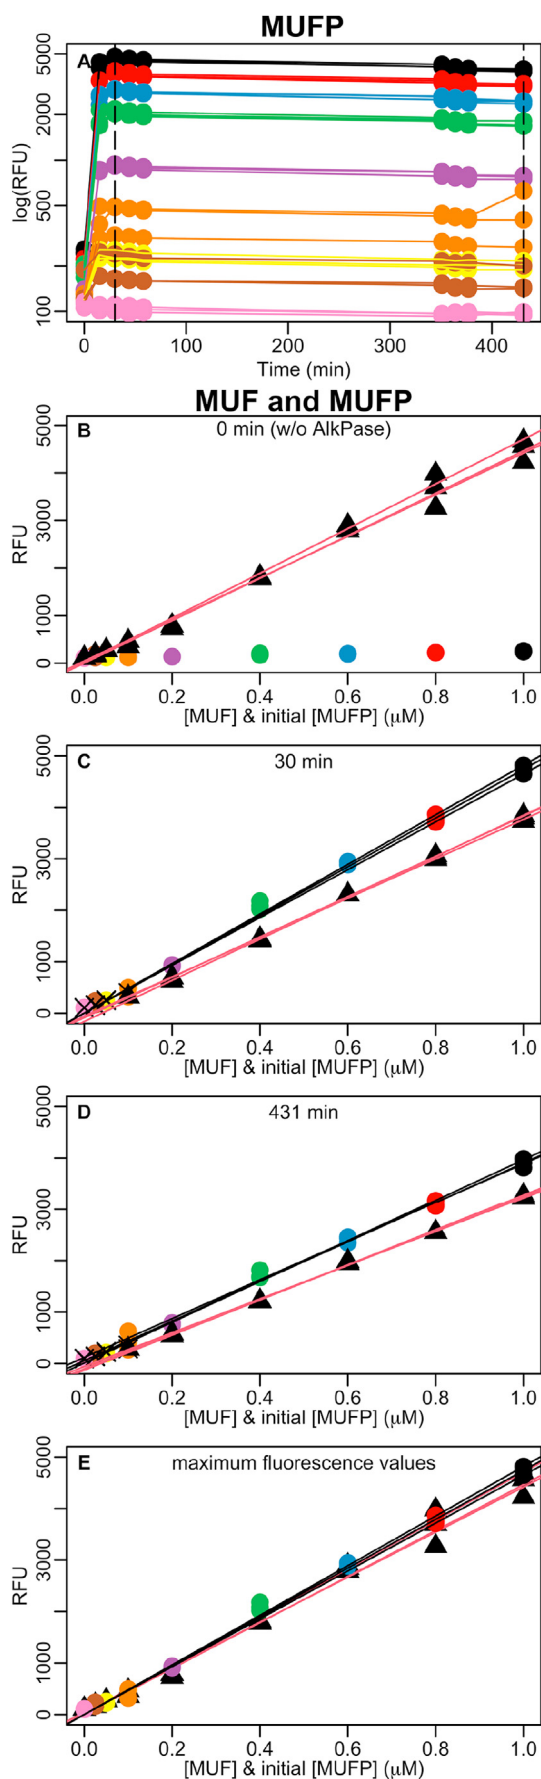 MUFP
A
5000
2000
500
100
log(RFU)
0 100 200 300 400
Time (min)
MUF and MUFP
B 0 min (w/o AlkPase)
5000
3000
1000
0
RFU
0.0 0.2 0.4 0.6 0.8 1.0
[MUF] & initial [MUFP] (μM)
C 30 min
5000
3000
1000
0
RFU
0.0 0.2 0.4 0.6 0.8 1.0
[MUF] & initial [MUFP] (μM)
D 431 min
5000
3000
1000
0
RFU
0.0 0.2 0.4 0.6 0.8 1.0
[MUF] & initial [MUFP] (μM)
E maximum fluorescence values
5000
3000
1000
0
RFU
0.0 0.2 0.4 0.6 0.8 1.0
[MUF] & initial [MUFP] (μM)